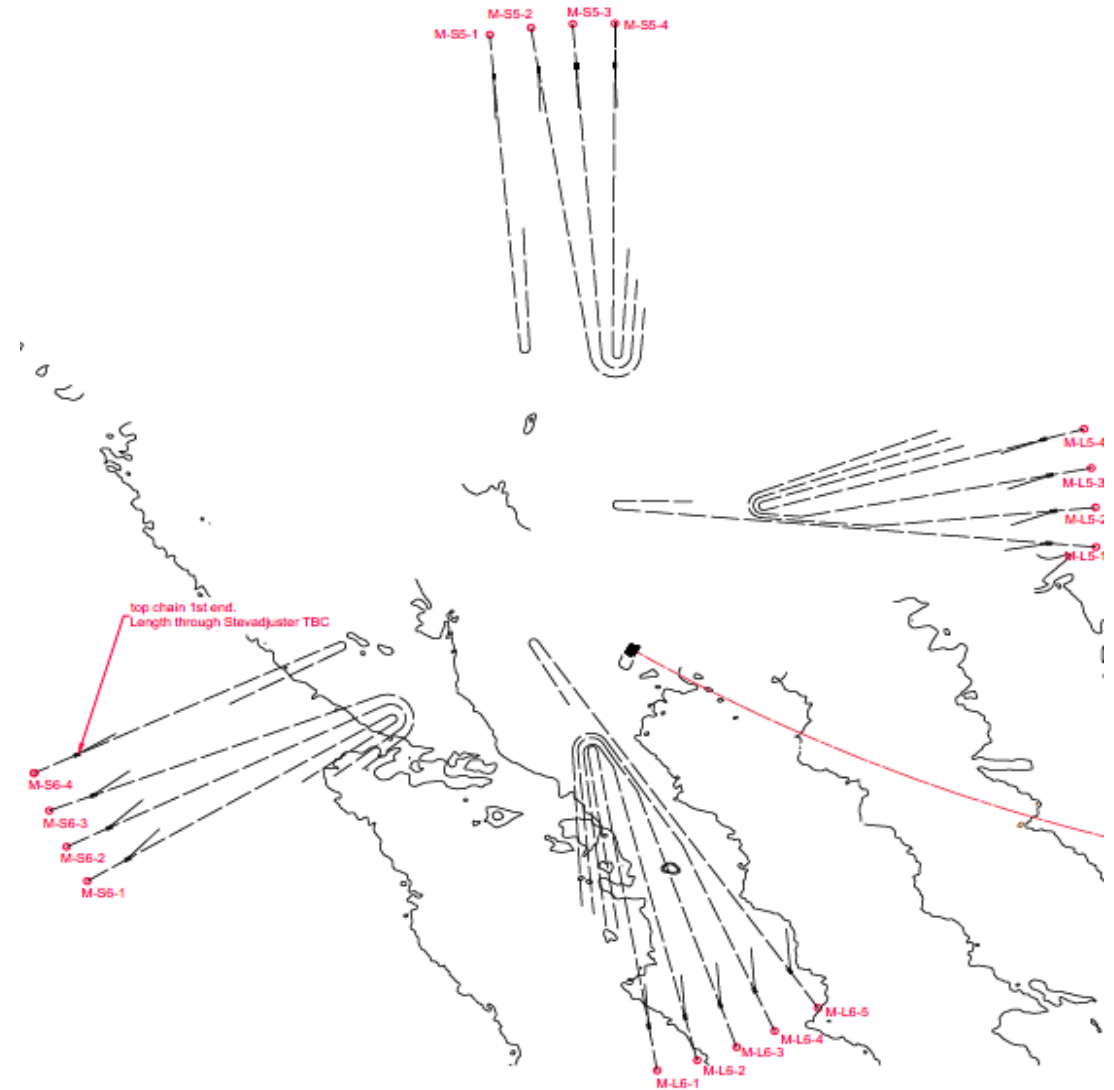 M-S5-1
M-S5-2
M-S5-3
M-S5-4
M-L5-4
M-L5-3
M-L5-2
M-L5-1
top chain 1st end.
Length through Stevadjuster TBC
M-S6-4
M-S6-3
M-S6-2
M-S6-1
M-L6-5
M-L6-4
M-L6-3
M-L6-2
M-L6-1